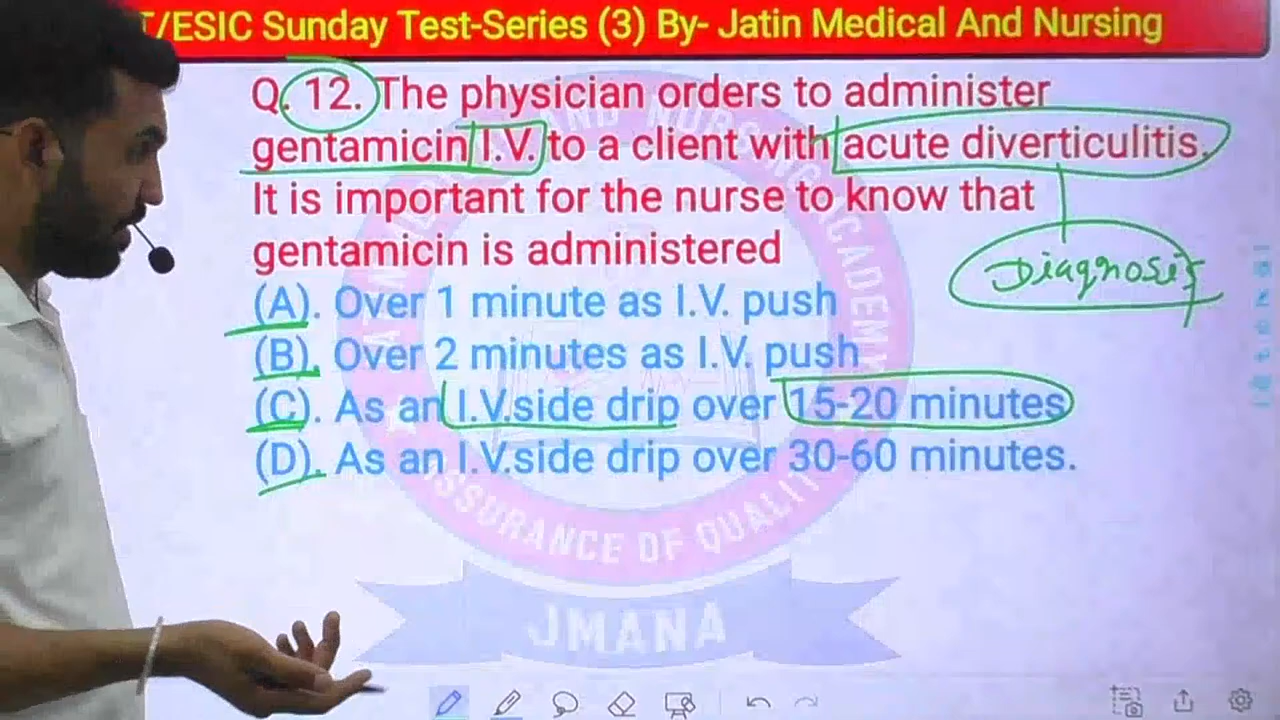 T/ESIC Sunday Test-Series (3) By- Jatin Medical And Nursing
Q. 12. The physician orders to administer
gentamicin I.V. to a client with acute diverticulitis.
It is important for the nurse to know that
gentamicin is administered
Diagnosis
(A). Over 1 minute as I.V. push
(B). Over 2 minutes as I.V. push
(C). As an I.V.side drip over 15-20 minutes
(D). As an I.V.side drip over 30-60 minutes.
ASSURANCE OF QUALITY
JMANA